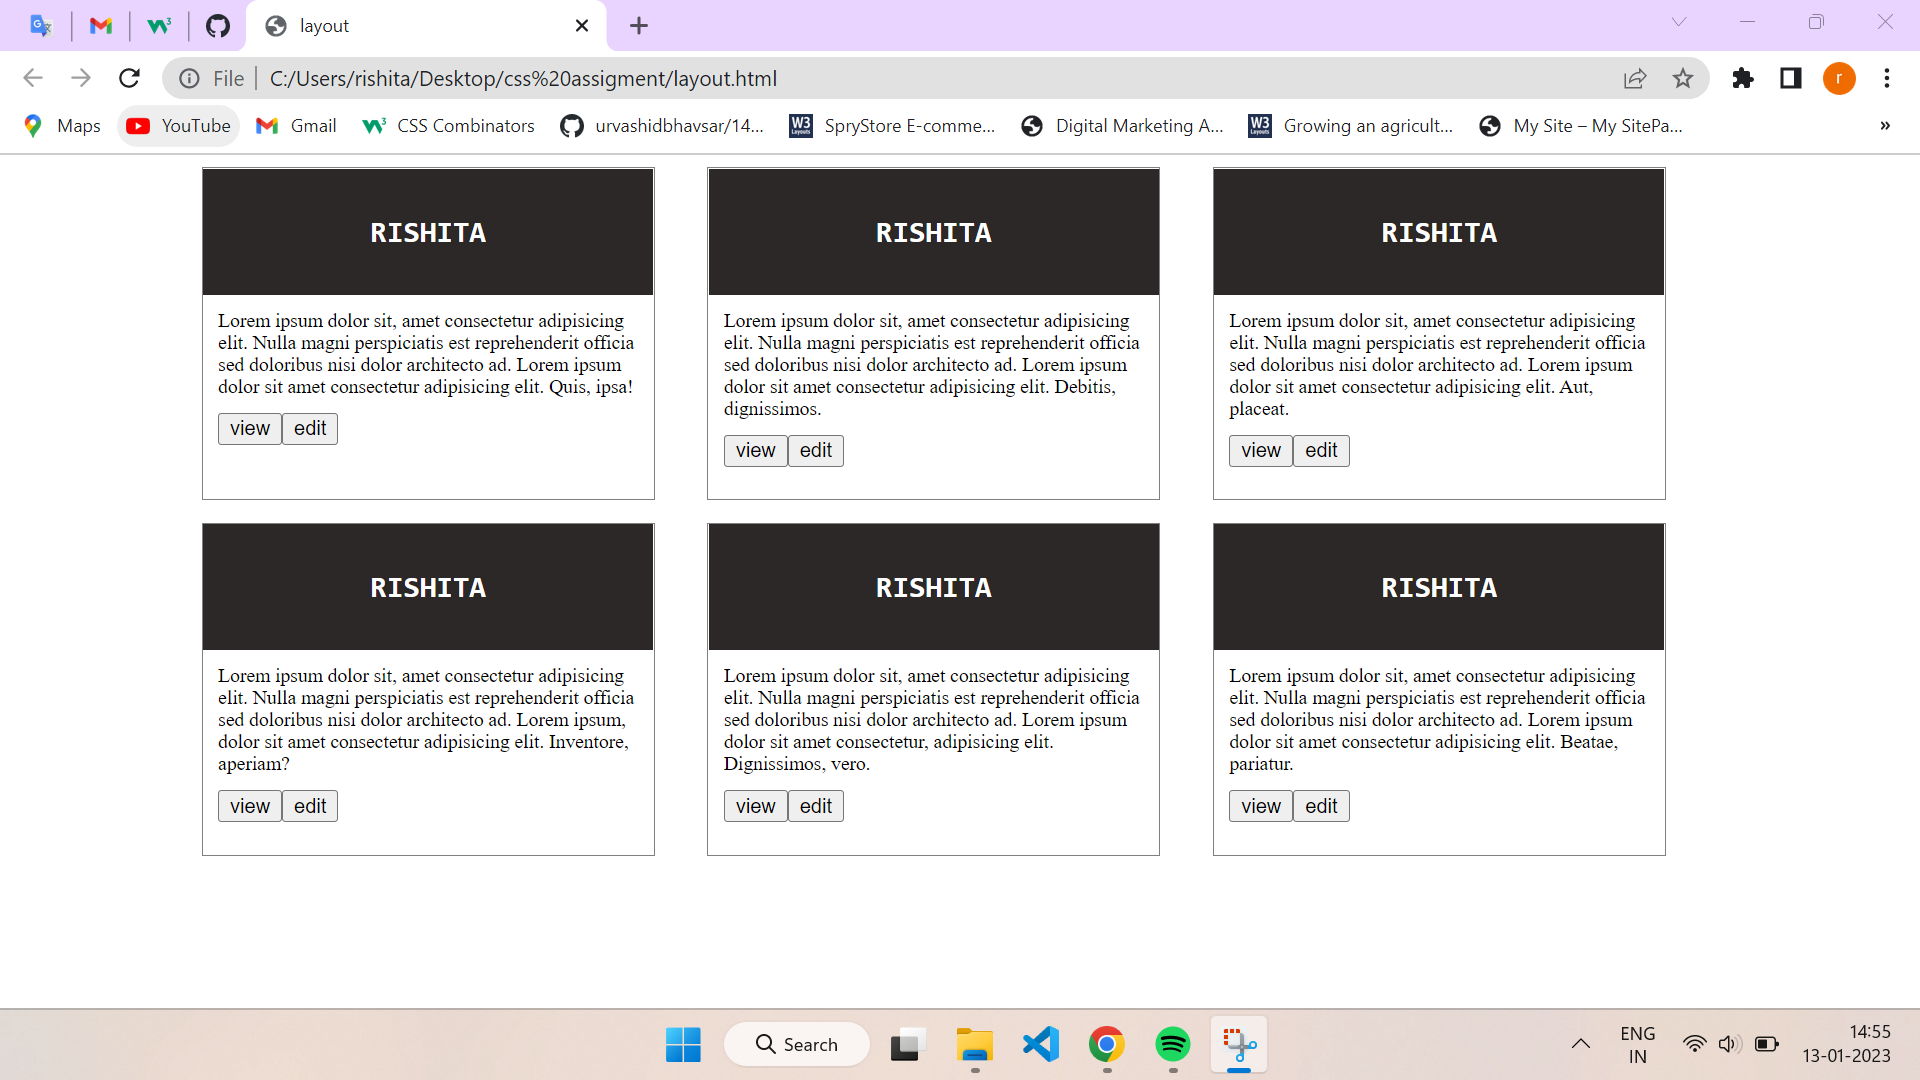 layout
File C:/Users/rishita/Desktop/css%20assigment/layout.html
r
Maps YouTube Gmail CSS Combinators urvashidbhavsar/14... W3 Layouts SpryStore E-comme... Digital Marketing A... W3 Layouts Growing an agricult... My Site – My SitePa... »
RISHITA
Lorem ipsum dolor sit, amet consectetur adipisicing
elit. Nulla magni perspiciatis est reprehenderit officia
sed doloribus nisi dolor architecto ad. Lorem ipsum
dolor sit amet consectetur adipisicing elit. Quis, ipsa!
view edit
RISHITA
Lorem ipsum dolor sit, amet consectetur adipisicing
elit. Nulla magni perspiciatis est reprehenderit officia
sed doloribus nisi dolor architecto ad. Lorem ipsum
dolor sit amet consectetur adipisicing elit. Debitis,
dignissimos.
view edit
RISHITA
Lorem ipsum dolor sit, amet consectetur adipisicing
elit. Nulla magni perspiciatis est reprehenderit officia
sed doloribus nisi dolor architecto ad. Lorem ipsum
dolor sit amet consectetur adipisicing elit. Aut,
placeat.
view edit
RISHITA
Lorem ipsum dolor sit, amet consectetur adipisicing
elit. Nulla magni perspiciatis est reprehenderit officia
sed doloribus nisi dolor architecto ad. Lorem ipsum,
dolor sit amet consectetur adipisicing elit. Inventore,
aperiam?
view edit
RISHITA
Lorem ipsum dolor sit, amet consectetur adipisicing
elit. Nulla magni perspiciatis est reprehenderit officia
sed doloribus nisi dolor architecto ad. Lorem ipsum
dolor sit amet consectetur, adipisicing elit.
Dignissimos, vero.
view edit
RISHITA
Lorem ipsum dolor sit, amet consectetur adipisicing
elit. Nulla magni perspiciatis est reprehenderit officia
sed doloribus nisi dolor architecto ad. Lorem ipsum
dolor sit amet consectetur adipisicing elit. Beatae,
pariatur.
view edit
Search
ENG
IN
14:55
13-01-2023